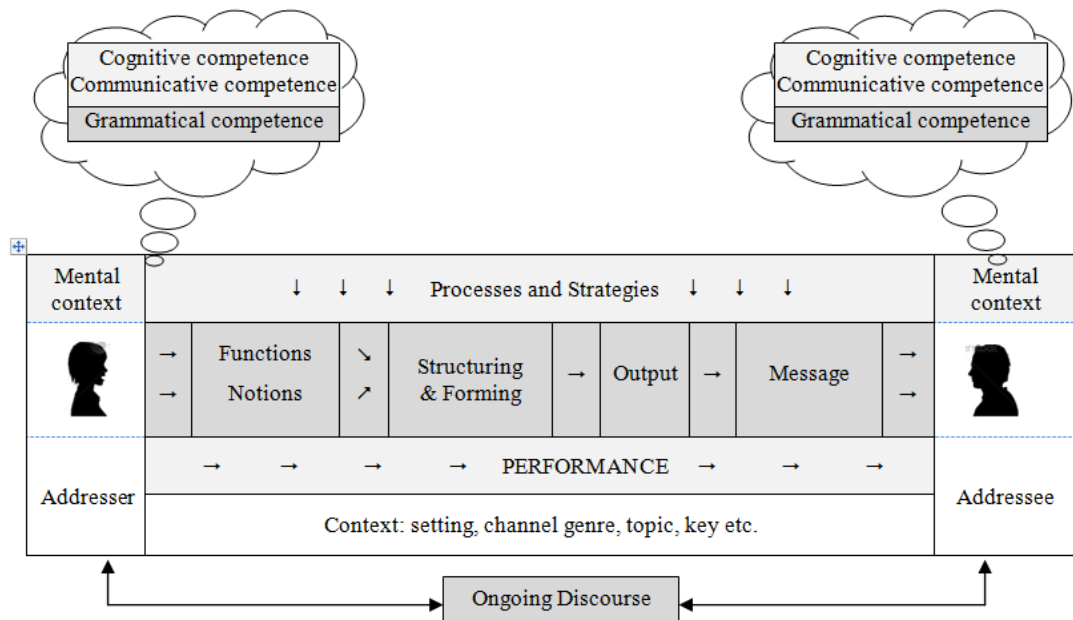 Cognitive competence
Communicative competence
Grammatical competence
Cognitive competence
Communicative competence
Grammatical competence
Mental
context
↓ ↓ ↓ Processes and Strategies ↓ ↓ ↓
Mental
context
→ Functions ↘ Structuring → Output → Message →
→ Notions ↗ & Forming →
Addresser
→ → → → PERFORMANCE → → →
Addressee
Context: setting, channel genre, topic, key etc.
Ongoing Discourse